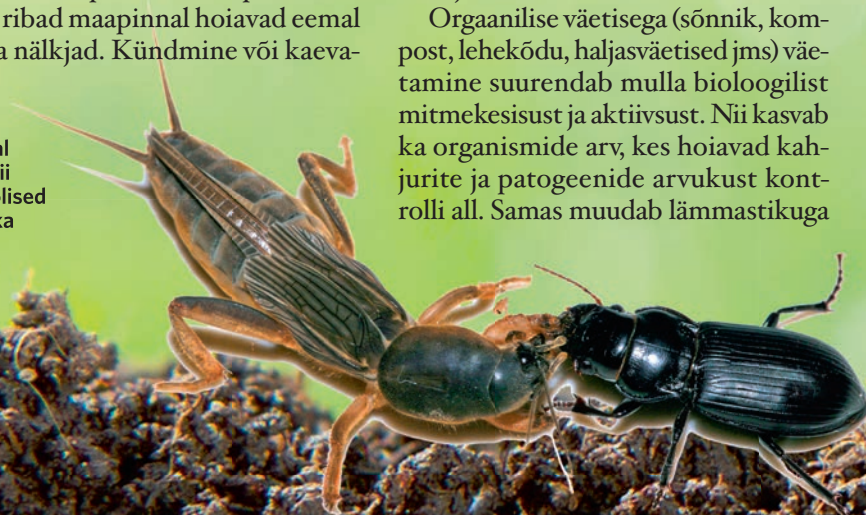 ribad maapinnal hoiavad eemal
nälkjad. Kündmine või kaeva-
Orgaanilise väetisega (sõnnik, kom-
post, lehekõdu, haljasväetised jms) väe-
tamine suurendab mulla bioloogilist
mitmekesisust ja aktiivsust. Nii kasvab
ka organismide arv, kes hoiavad kah-
jurite ja patogeenide arvukust kont-
rolli all. Samas muudab lämmastikuga